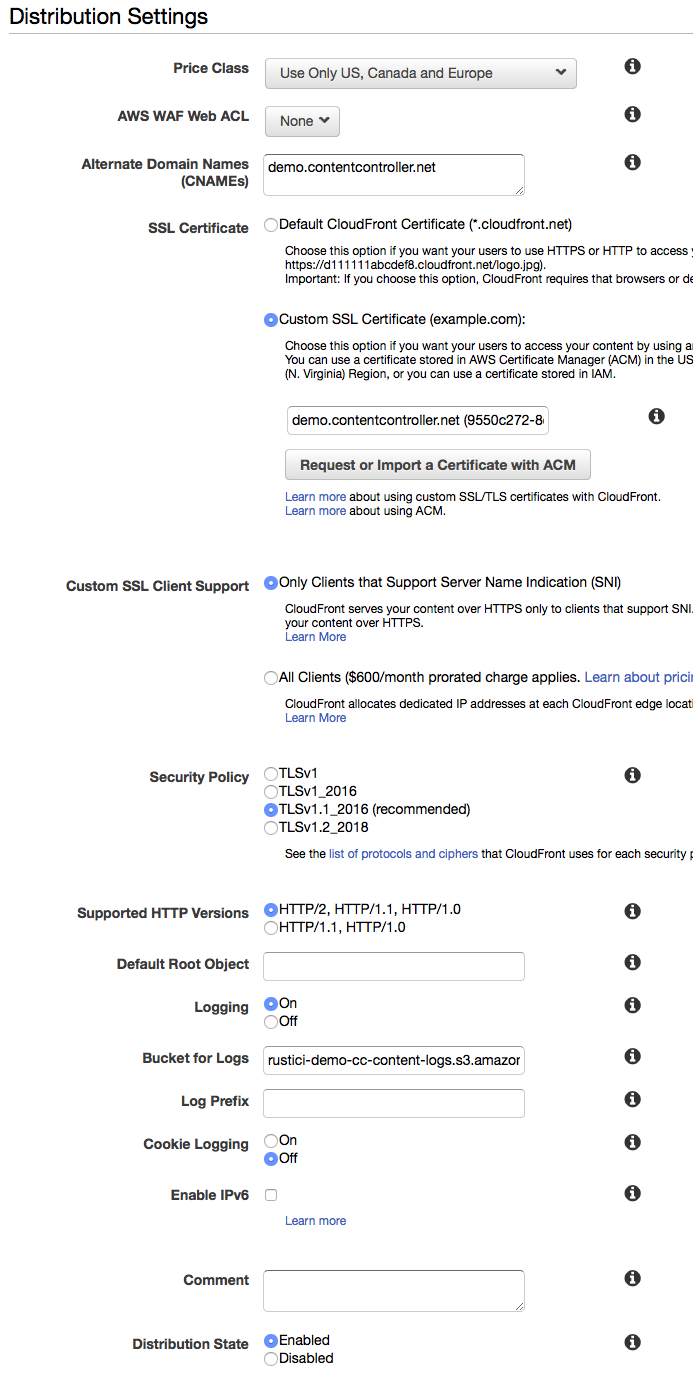 Distribution Settings
Price Class
Use Only US, Canada and Europe
AWS WAF Web ACL
None
Alternate Domain Names
(CNAMEs)
demo.contentcontroller.net
SSL Certificate
Default CloudFront Certificate (*.cloudfront.net)
Choose this option if you want your users to use HTTPS or HTTP to access
https://d111111abcdef8.cloudfront.net/logo.jpg).
Important: If you choose this option, CloudFront requires that browsers or
Custom SSL Certificate (example.com):
Choose this option if you want your users to access your content by using
You can use a certificate stored in AWS Certificate Manager (ACM) in the US
(N. Virginia) Region, or you can use a certificate stored in IAM.
demo.contentcontroller.net (9550c272-8
Request or Import a Certificate with ACM
Learn more about using custom SSL/TLS certificates with CloudFront.
Learn more about using ACM.
Custom SSL Client Support
Only Clients that Support Server Name Indication (SNI)
CloudFront serves your content over HTTPS only to clients that support SNI.
your content over HTTPS.
Learn More
All Clients ($600/month prorated charge applies. Learn about
CloudFront allocates dedicated IP addresses at each CloudFront edge
Learn More
Security Policy
TLSv1
TLSv1_2016
TLSv1.1_2016 (recommended)
TLSv1.2_2018
See the list of protocols and ciphers that CloudFront uses for each security
Supported HTTP Versions
HTTP/2, HTTP/1.1, HTTP/1.0
HTTP/1.1, HTTP/1.0
Default Root Object
Logging
On
Off
Bucket for Logs
rustici-demo-cc-content-logs.s3.amazon
Log Prefix
Cookie Logging
On
Off
Enable IPv6
Learn more
Comment
Distribution State
Enabled
Disabled